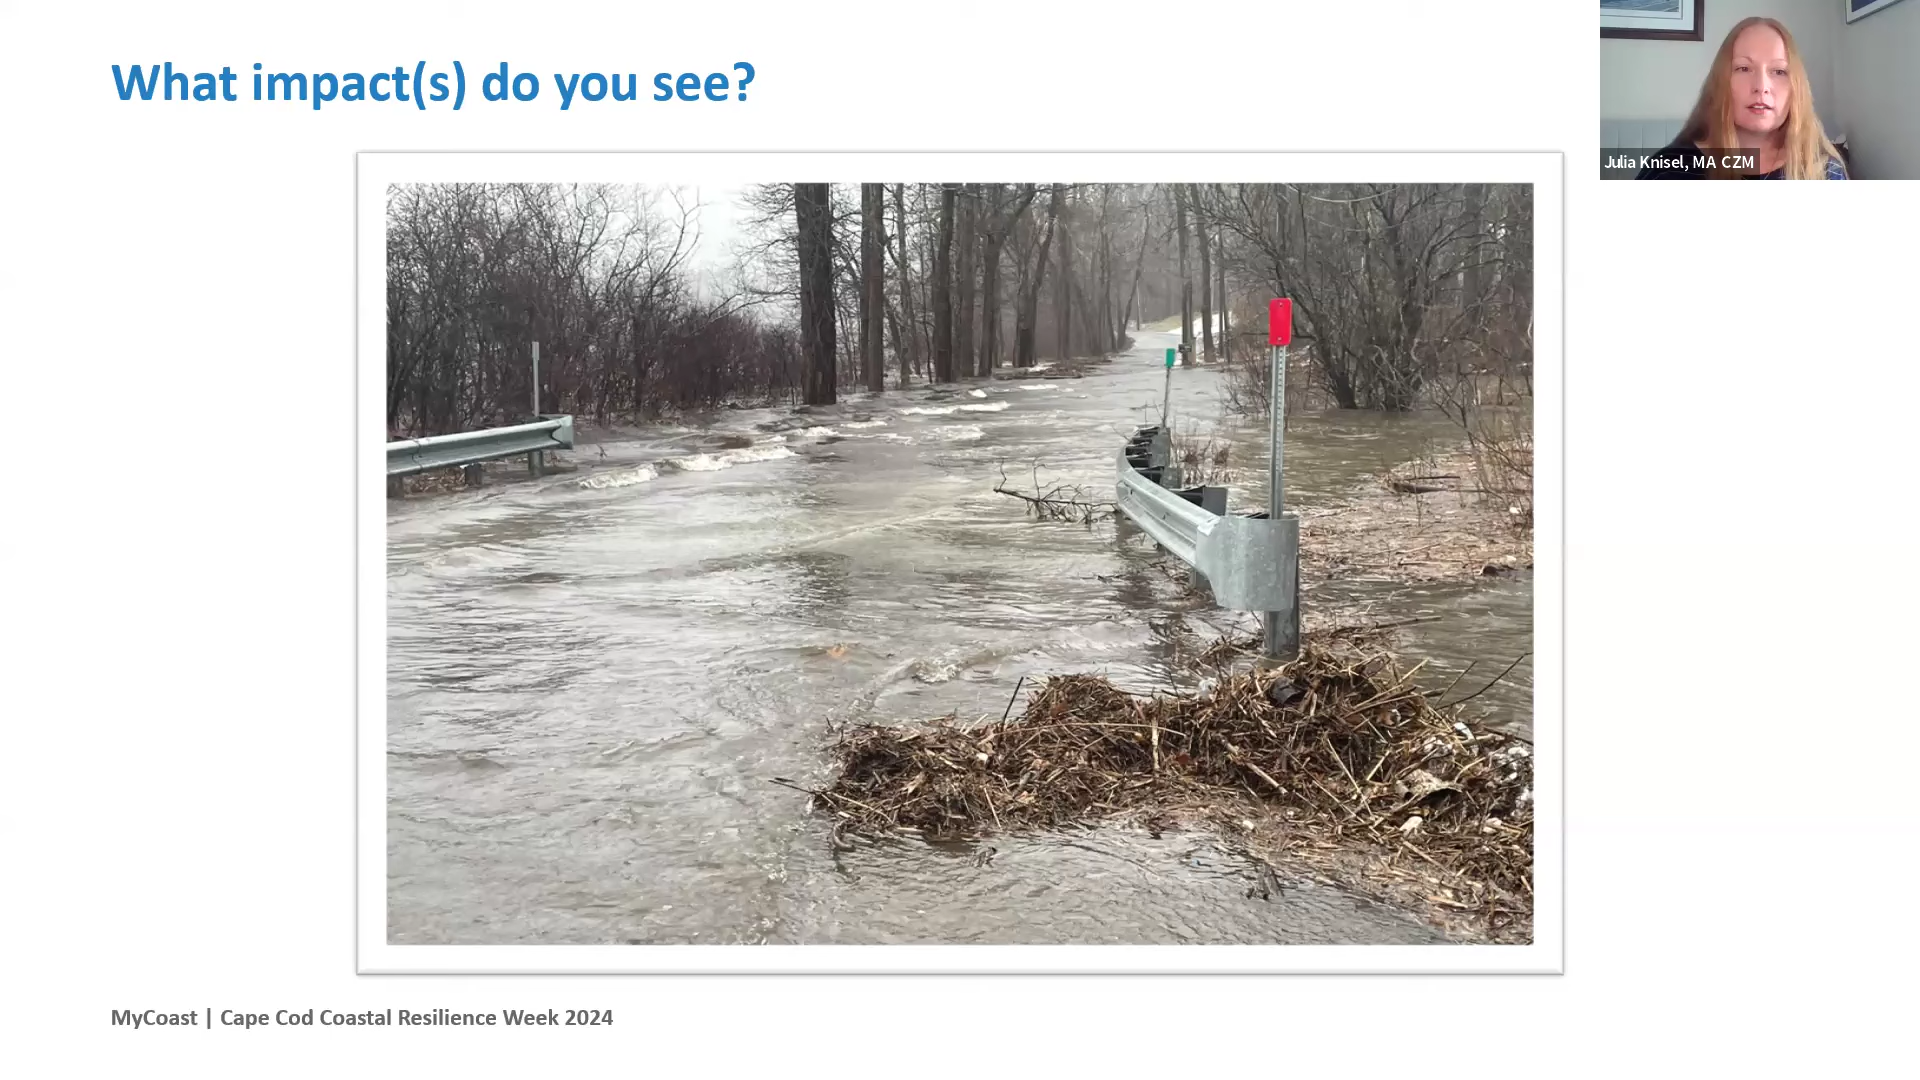 What impact(s) do you see?
Julia Knisel, MA CZM
MyCoast | Cape Cod Coastal Resilience Week 2024